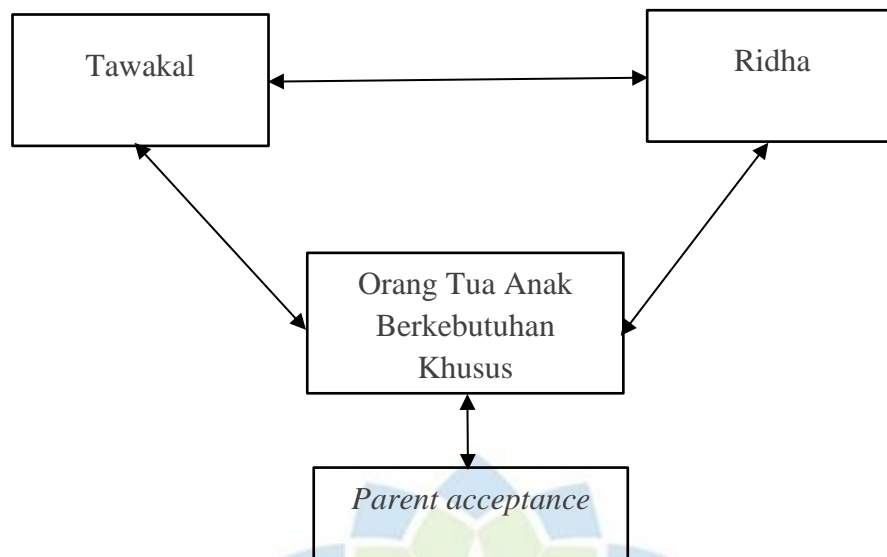 Tawakal
Ridha
Orang Tua Anak
Berkebutuhan
Khusus
Parent acceptance